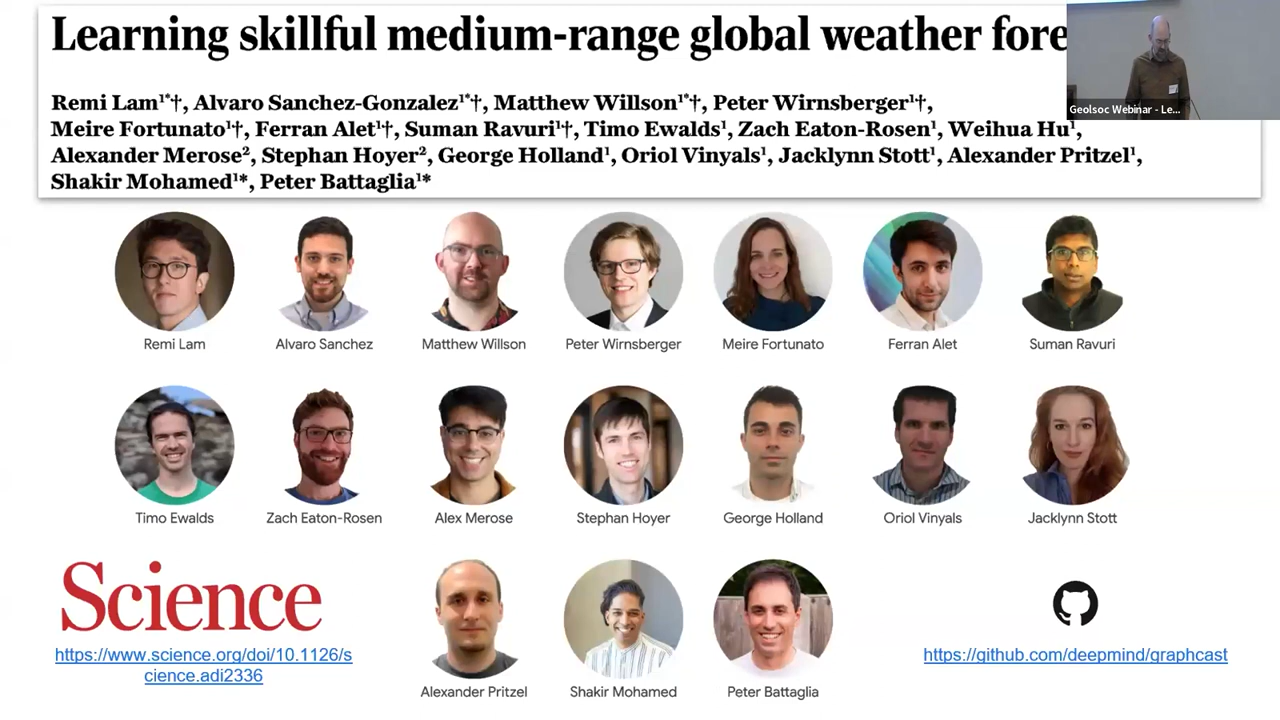 Learning skillful medium-range global weather fore
Remi Lam¹*†, Alvaro Sanchez-Gonzalez¹*†, Matthew Willson¹*†, Peter Wirnsberger¹†,
Meire Fortunato¹†, Ferran Alet¹†, Suman Ravuri¹†, Timo Ewalds¹, Zach Eaton-Rosen¹, Weihua Hu¹,
Alexander Merose², Stephan Hoyer², George Holland¹, Oriol Vinyals¹, Jacklynn Stott¹, Alexander Pritzel¹,
Shakir Mohamed¹*, Peter Battaglia¹*
Geolsoc Webinar - Le...
Remi Lam
Alvaro Sanchez
Matthew Willson
Peter Wirnsberger
Meire Fortunato
Ferran Alet
Suman Ravuri
Timo Ewalds
Zach Eaton-Rosen
Alex Merose
Stephan Hoyer
George Holland
Oriol Vinyals
Jacklynn Stott
Science
https://www.science.org/doi/10.1126/s
cience.adi2336
Alexander Pritzel
Shakir Mohamed
Peter Battaglia
https://github.com/deepmind/graphcast